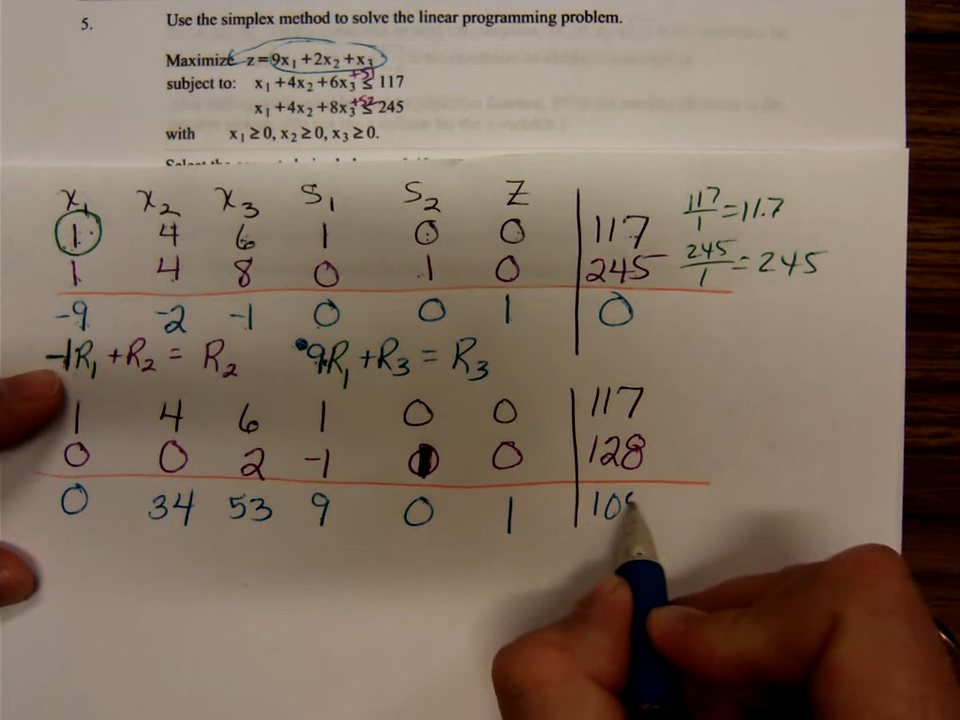 5. Use the simplex method to solve the linear programming problem.
Maximize z = 9x₁ + 2x₂ + x₃
subject to: x₁ + 4x₂ + 6x₃ +s1 ≤ 117
x₁ + 4x₂ + 8x₃ +s2 ≤ 245
with x₁ ≥ 0, x₂ ≥ 0, x₃ ≥ 0.
x₁ x₂ x₃ S₁ S₂ Z
1 4 6 1 0 0 | 117 117/1 = 11.7
1 4 8 0 1 0 | 245 245/1 = 245
-9 -2 -1 0 0 1 | 0
-1R₁ + R₂ = R₂ 9R₁ + R₃ = R₃
1 4 6 1 0 0 | 117
0 0 2 -1 1 0 | 128
0 34 53 9 0 1 | 10